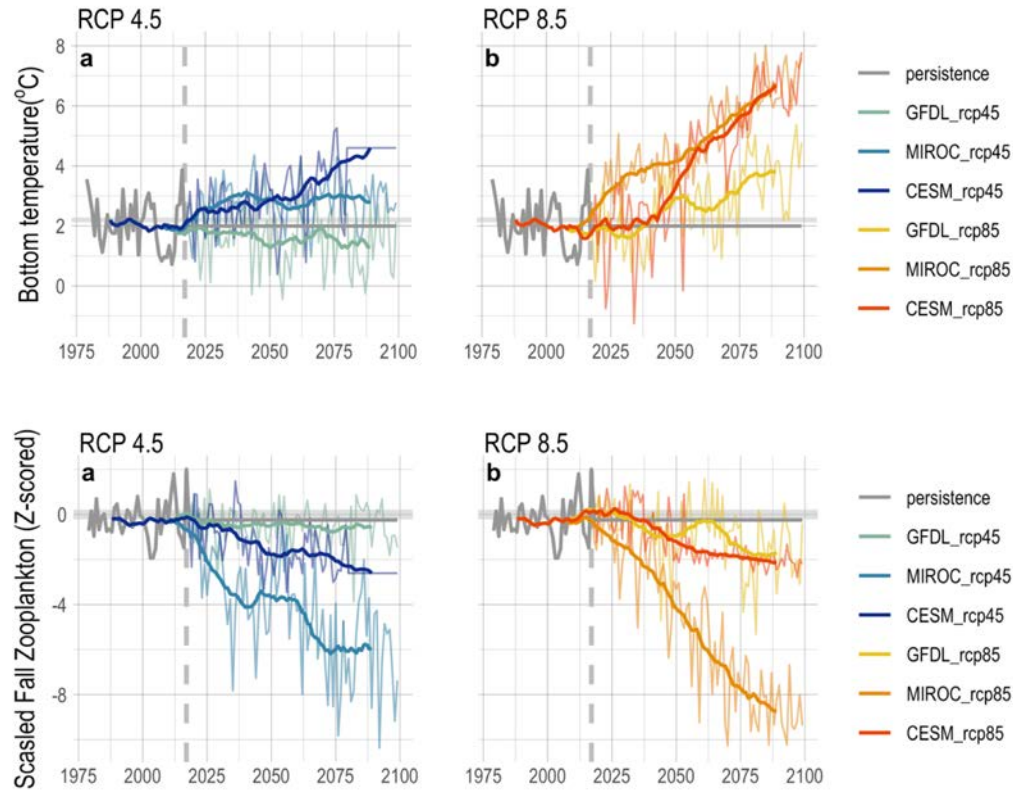 RCP 4.5
RCP 8.5
a
b
Bottom temperature(°C)
8
6
4
2
0
1975 2000 2025 2050 2075 2100
1975 2000 2025 2050 2075 2100
persistence
GFDL_rcp45
MIROC_rcp45
CESM_rcp45
GFDL_rcp85
MIROC_rcp85
CESM_rcp85
RCP 4.5
RCP 8.5
a
b
Scasled Fall Zooplankton (Z-scored)
0
-4
-8
1975 2000 2025 2050 2075 2100
1975 2000 2025 2050 2075 2100
persistence
GFDL_rcp45
MIROC_rcp45
CESM_rcp45
GFDL_rcp85
MIROC_rcp85
CESM_rcp85